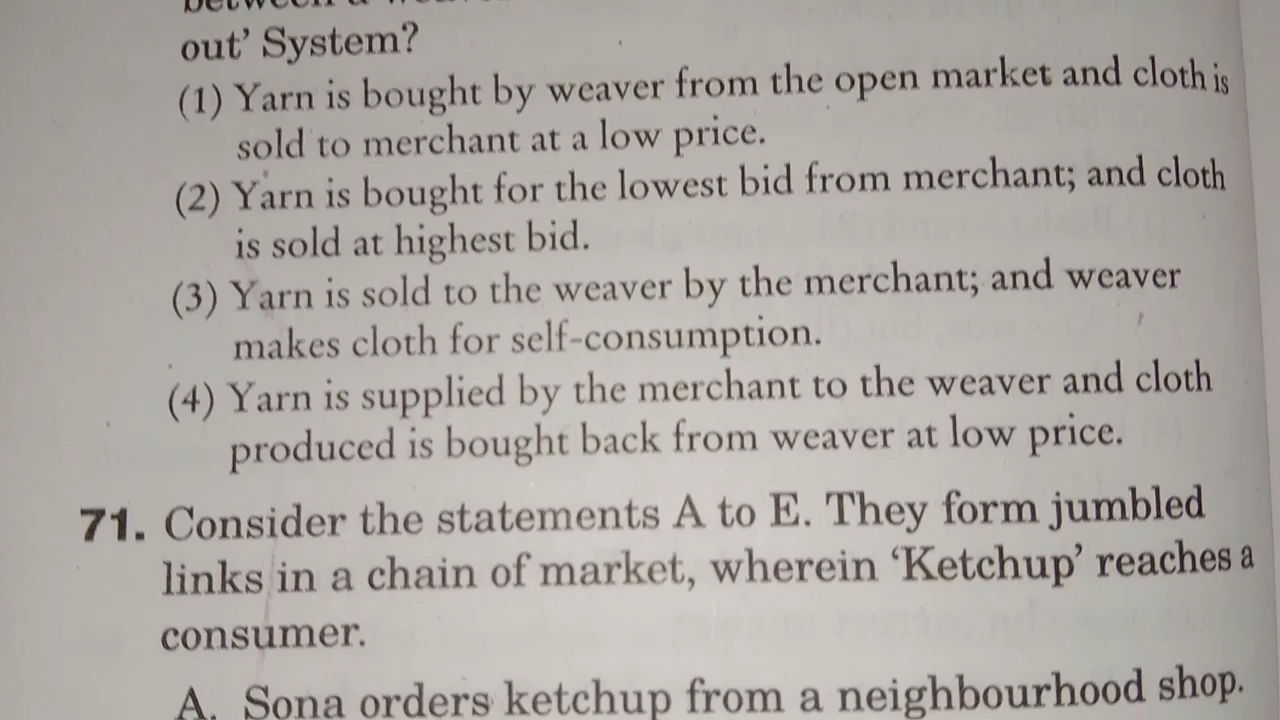 between a weaver
out' System?
(1) Yarn is bought by weaver from the open market and cloth is
sold to merchant at a low price.
(2) Yarn is bought for the lowest bid from merchant; and cloth
is sold at highest bid.
(3) Yarn is sold to the weaver by the merchant; and weaver
makes cloth for self-consumption.
(4) Yarn is supplied by the merchant to the weaver and cloth
produced is bought back from weaver at low price.
71. Consider the statements A to E. They form jumbled
links in a chain of market, wherein ‘Ketchup’ reaches a
consumer.
A. Sona orders ketchup from a neighbourhood shop.